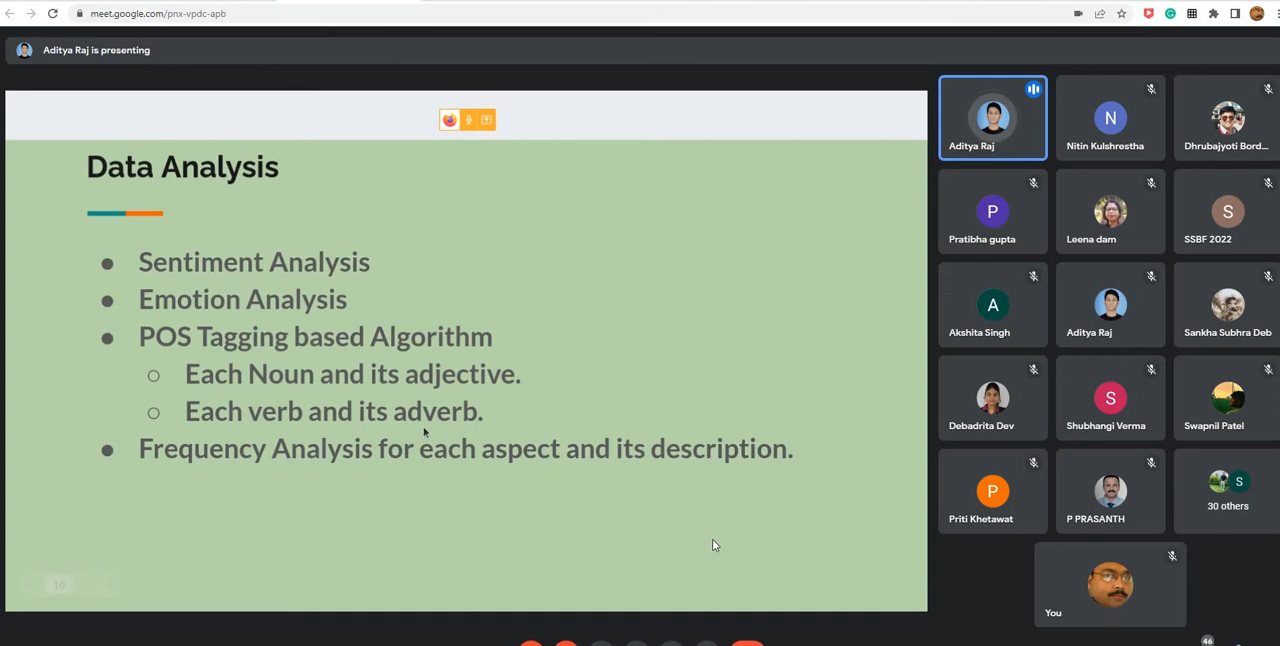 meet.google.com/pnx-vpdc-apb
Aditya Raj is presenting
Data Analysis
● Sentiment Analysis
● Emotion Analysis
● POS Tagging based Algorithm
○ Each Noun and its adjective.
○ Each verb and its adverb.
● Frequency Analysis for each aspect and its description.
10
Aditya Raj
N
Nitin Kulshrestha
Dhrubajyoti Bord...
P
Pratibha gupta
Leena dam
S
SSBF 2022
A
Akshita Singh
Aditya Raj
Sankha Subhra Deb
Debadrita Dev
S
Shubhangi Verma
Swapnil Patel
P
Priti Khetawat
P PRASANTH
S
30 others
You
46